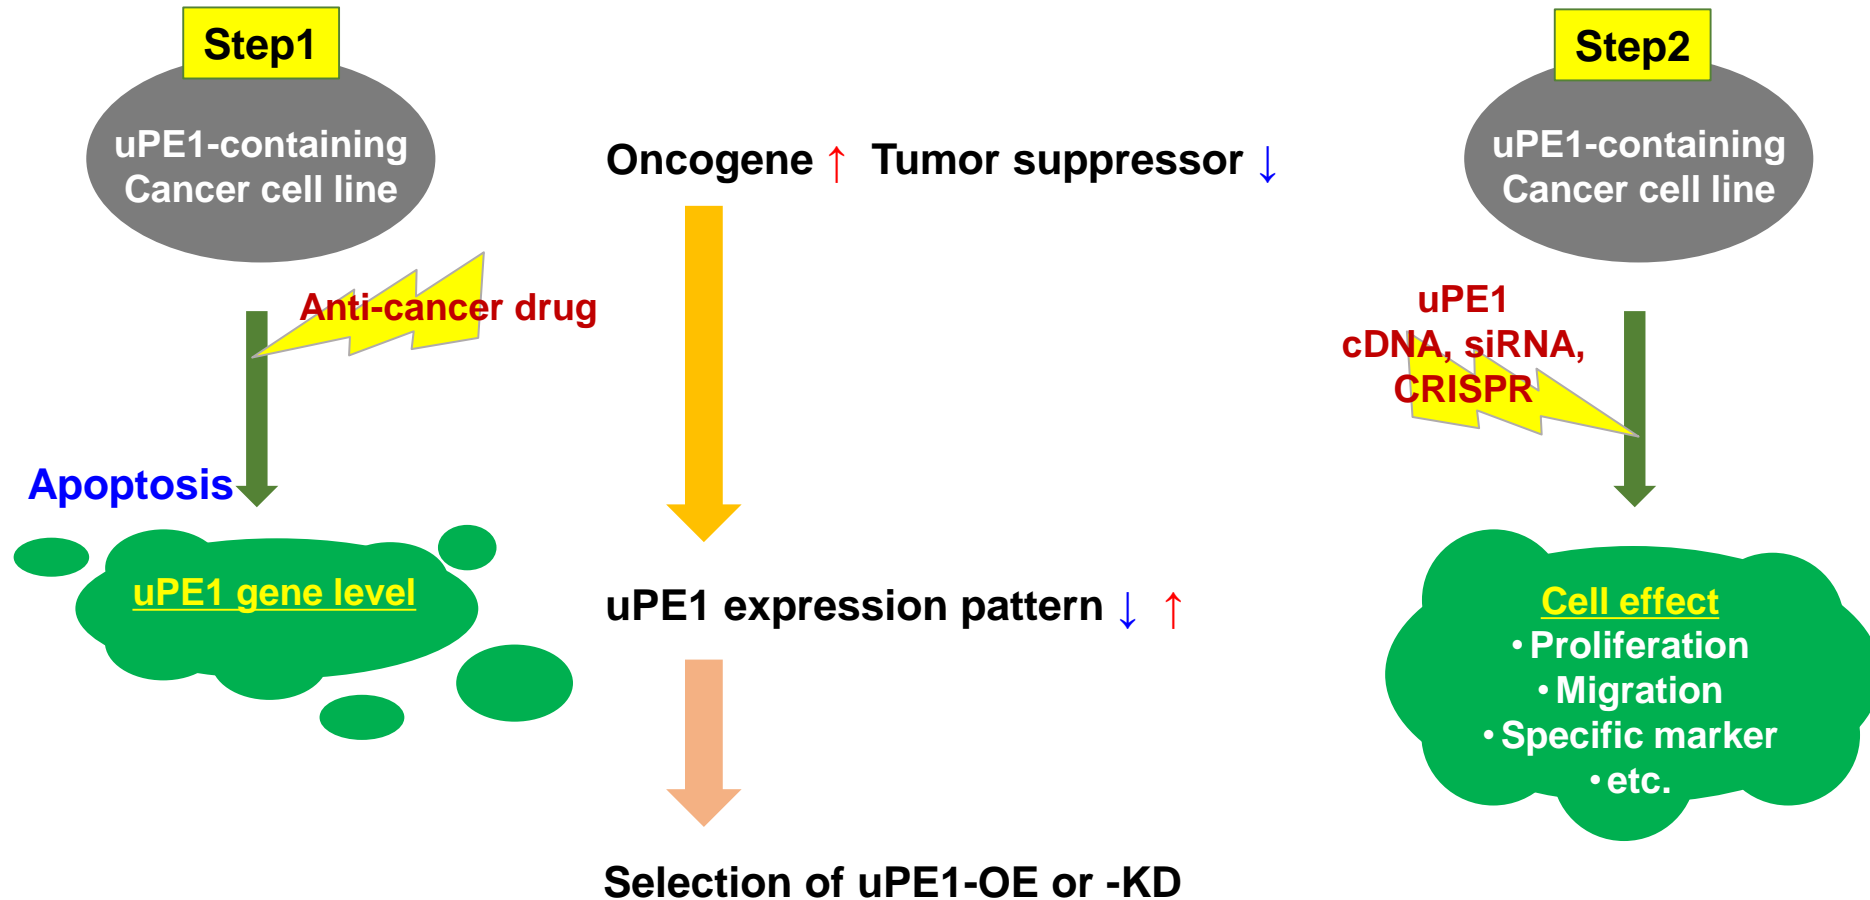 Step1
uPE1-containing
Cancer cell line
Anti-cancer drug
Apoptosis
uPE1 gene level
Oncogene ↑ Tumor suppressor ↓
uPE1 expression pattern ↓ ↑
Selection of uPE1-OE or -KD
Step2
uPE1-containing
Cancer cell line
uPE1
cDNA, siRNA,
CRISPR
Cell effect
• Proliferation
• Migration
• Specific marker
• etc.